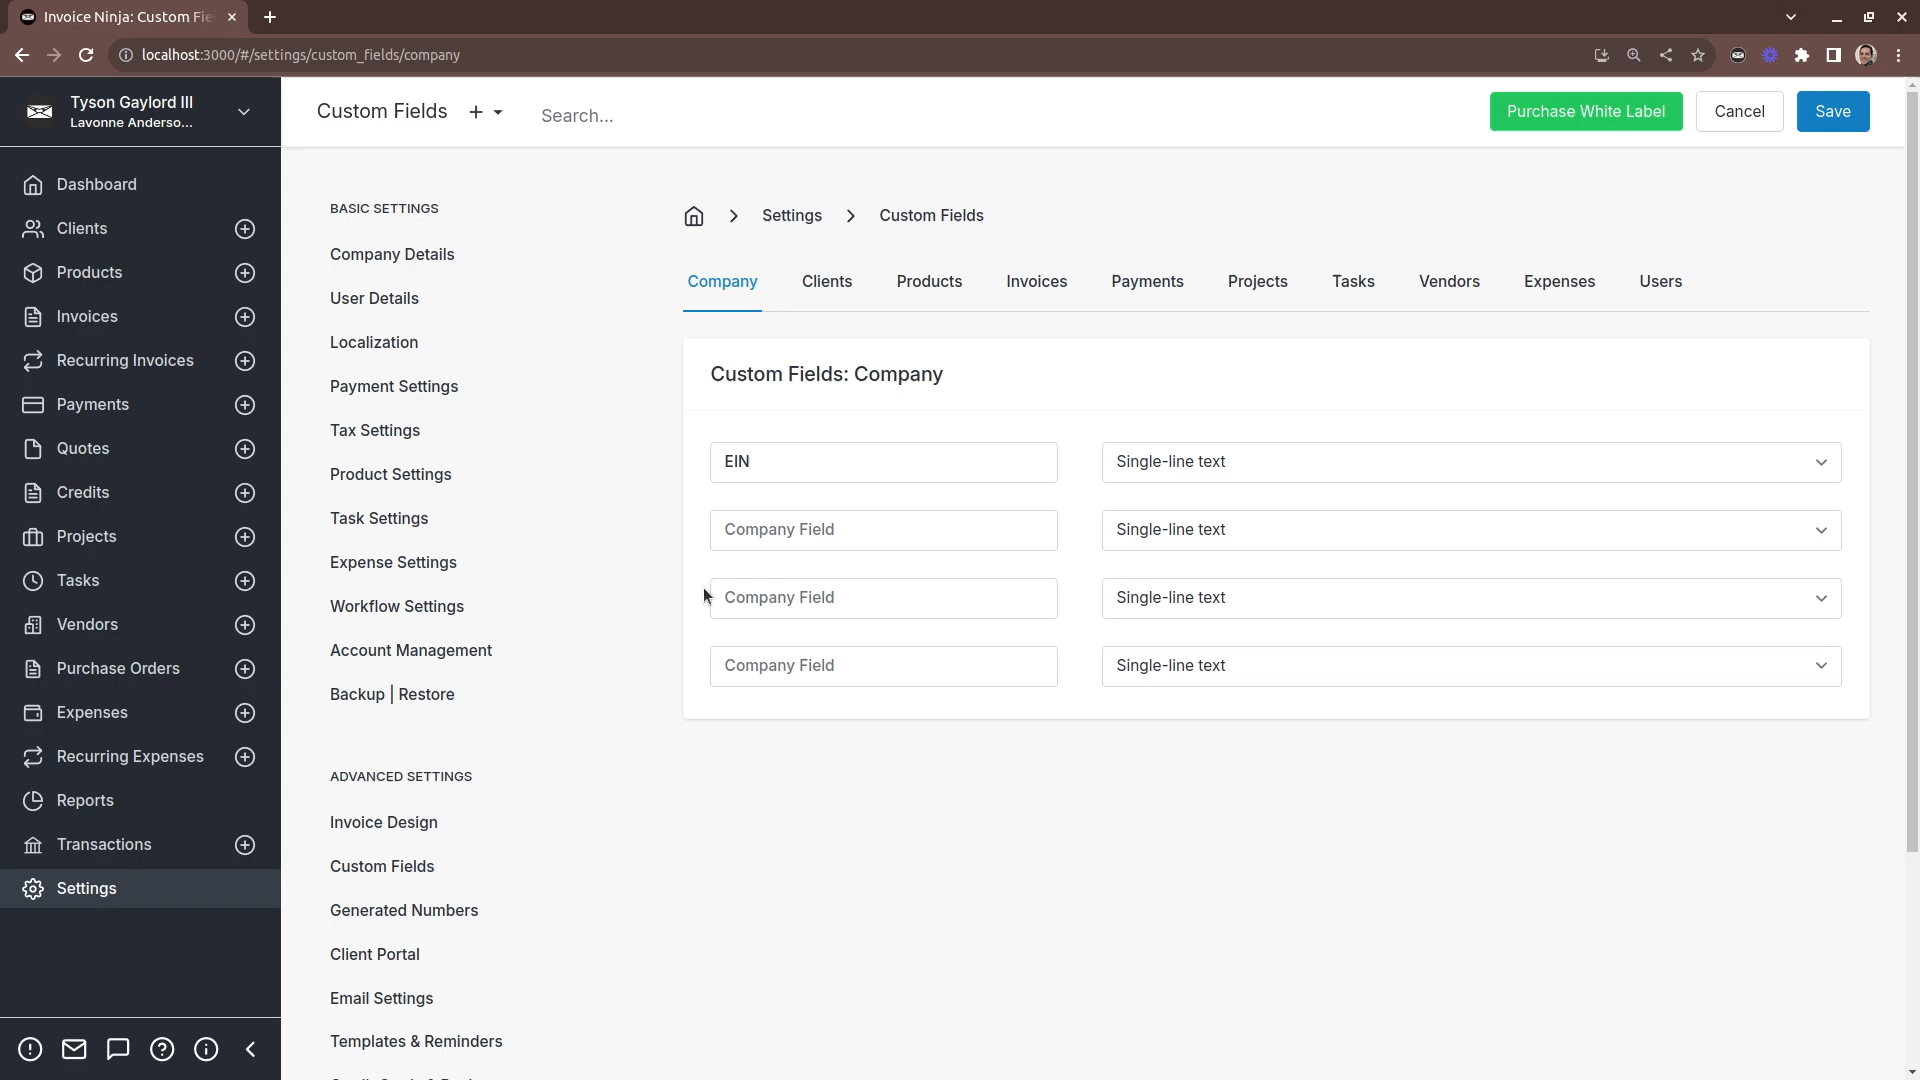 Invoice Ninja: Custom Fie
localhost:3000/#/settings/custom_fields/company
Tyson Gaylord III
Lavonne Anderso...
Custom Fields
Search...
Purchase White Label
Cancel
Save
Dashboard
Clients
Products
Invoices
Recurring Invoices
Payments
Quotes
Credits
Projects
Tasks
Vendors
Purchase Orders
Expenses
Recurring Expenses
Reports
Transactions
Settings
BASIC SETTINGS
Company Details
User Details
Localization
Payment Settings
Tax Settings
Product Settings
Task Settings
Expense Settings
Workflow Settings
Account Management
Backup | Restore
ADVANCED SETTINGS
Invoice Design
Custom Fields
Generated Numbers
Client Portal
Email Settings
Templates & Reminders
Settings
Custom Fields
Company
Clients
Products
Invoices
Payments
Projects
Tasks
Vendors
Expenses
Users
Custom Fields: Company
EIN
Single-line text
Company Field
Single-line text
Company Field
Single-line text
Company Field
Single-line text